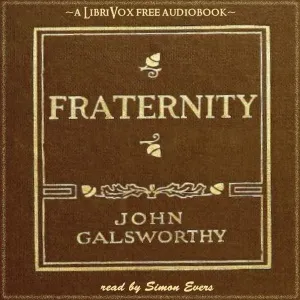 ~A LIBRIVOX FREE AUDIOBOOK~
FRATERNITY
JOHN
GALSWORTHY
read by Simon Evers